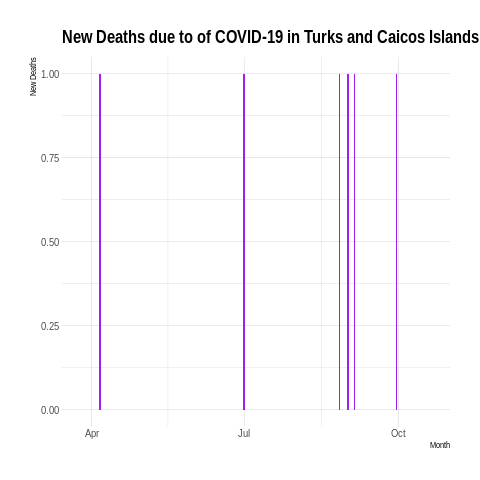 New Deaths due to of COVID-19 in Turks and Caicos Islands
New Deaths
1.00
0.75
0.50
0.25
0.00
Apr
Jul
Oct
Month